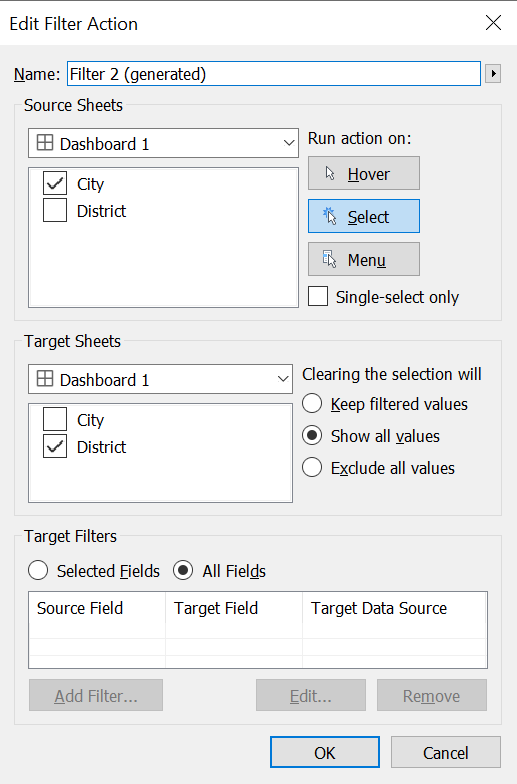 Edit Filter Action
Name: Filter 2 (generated)
Source Sheets
Dashboard 1
City
District
Run action on:
Hover
Select
Menu
Single-select only
Target Sheets
Dashboard 1
City
District
Clearing the selection will
Keep filtered values
Show all values
Exclude all values
Target Filters
Selected Fields All Fields
Source Field Target Field Target Data Source
Add Filter... Edit... Remove
OK Cancel